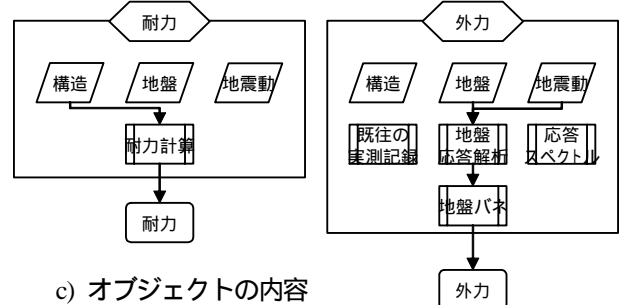 耐力
構造
地盤
地震動
耐力計算
耐力
外力
構造
地盤
地震動
既往の
実測記録
地盤
応答解析
応答
スペクトル
地盤バネ
外力
c) オブジェクトの内容